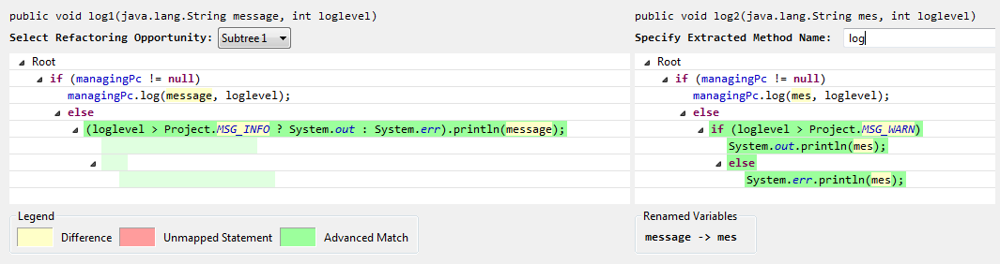 public void log1(java.lang.String message, int loglevel)
Select Refactoring Opportunity: Subtree 1
Root
if (managingPc != null)
managingPc.log(message, loglevel);
else
(loglevel > Project.MSG_INFO ? System.out : System.err).println(message);
Legend
Difference
Unmapped Statement
Advanced Match
public void log2(java.lang.String mes, int loglevel)
Specify Extracted Method Name: log
Root
if (managingPc != null)
managingPc.log(mes, loglevel);
else
if (loglevel > Project.MSG_WARN)
System.out.println(mes);
else
System.err.println(mes);
Renamed Variables
message -> mes